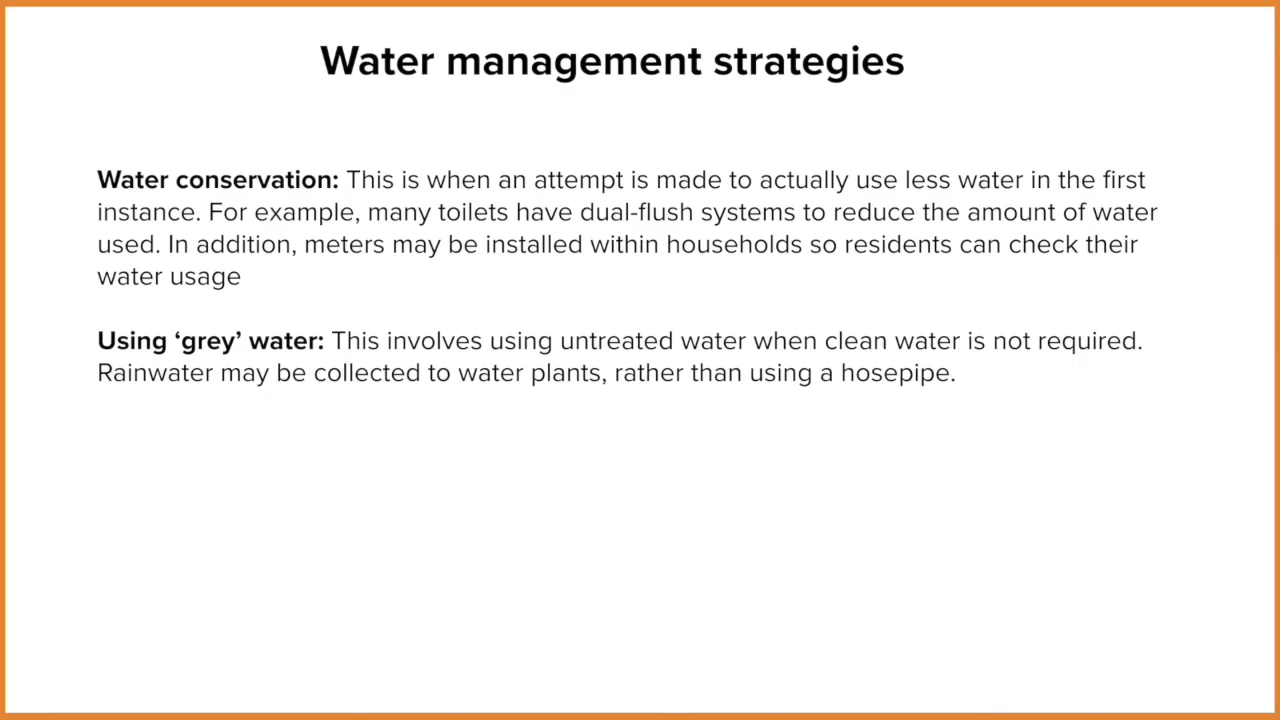 Water management strategies
Water conservation: This is when an attempt is made to actually use less water in the first
instance. For example, many toilets have dual-flush systems to reduce the amount of water
used. In addition, meters may be installed within households so residents can check their
water usage
Using ‘grey’ water: This involves using untreated water when clean water is not required.
Rainwater may be collected to water plants, rather than using a hosepipe.